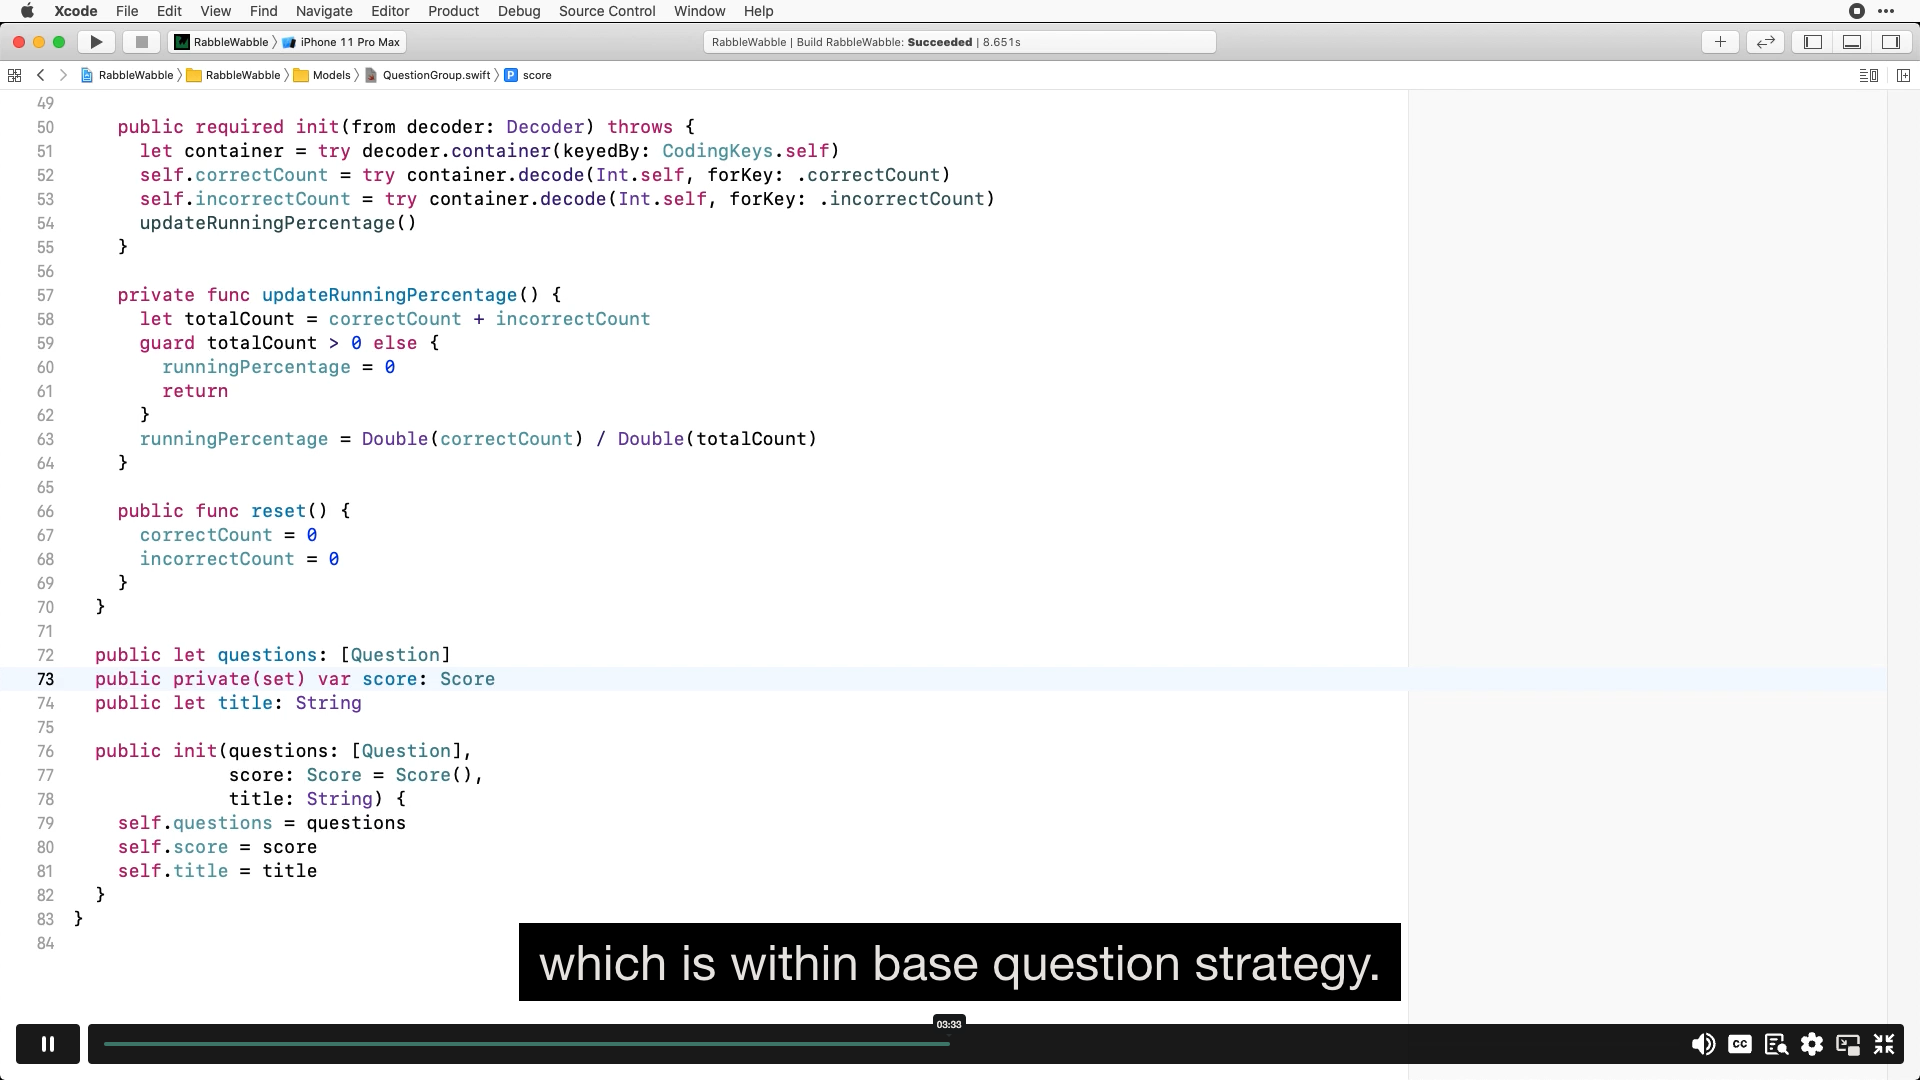 Xcode File Edit View Find Navigate Editor Product Debug Source Control Window Help
RabbleWabble 〉 iPhone 11 Pro Max
RabbleWabble | Build RabbleWabble: Succeeded | 8.651s
RabbleWabble 〉 RabbleWabble 〉 Models 〉 QuestionGroup.swift 〉 P score
49
50 public required init(from decoder: Decoder) throws {
51 let container = try decoder.container(keyedBy: CodingKeys.self)
52 self.correctCount = try container.decode(Int.self, forKey: .correctCount)
53 self.incorrectCount = try container.decode(Int.self, forKey: .incorrectCount)
54 updateRunningPercentage()
55 }
56
57 private func updateRunningPercentage() {
58 let totalCount = correctCount + incorrectCount
59 guard totalCount > 0 else {
60 runningPercentage = 0
61 return
62 }
63 runningPercentage = Double(correctCount) / Double(totalCount)
64 }
65
66 public func reset() {
67 correctCount = 0
68 incorrectCount = 0
69 }
70 }
71
72 public let questions: [Question]
73 public private(set) var score: Score
74 public let title: String
75
76 public init(questions: [Question],
77 score: Score = Score(),
78 title: String) {
79 self.questions = questions
80 self.score = score
81 self.title = title
82 }
83 }
84
which is within base question strategy.
03:33
CC